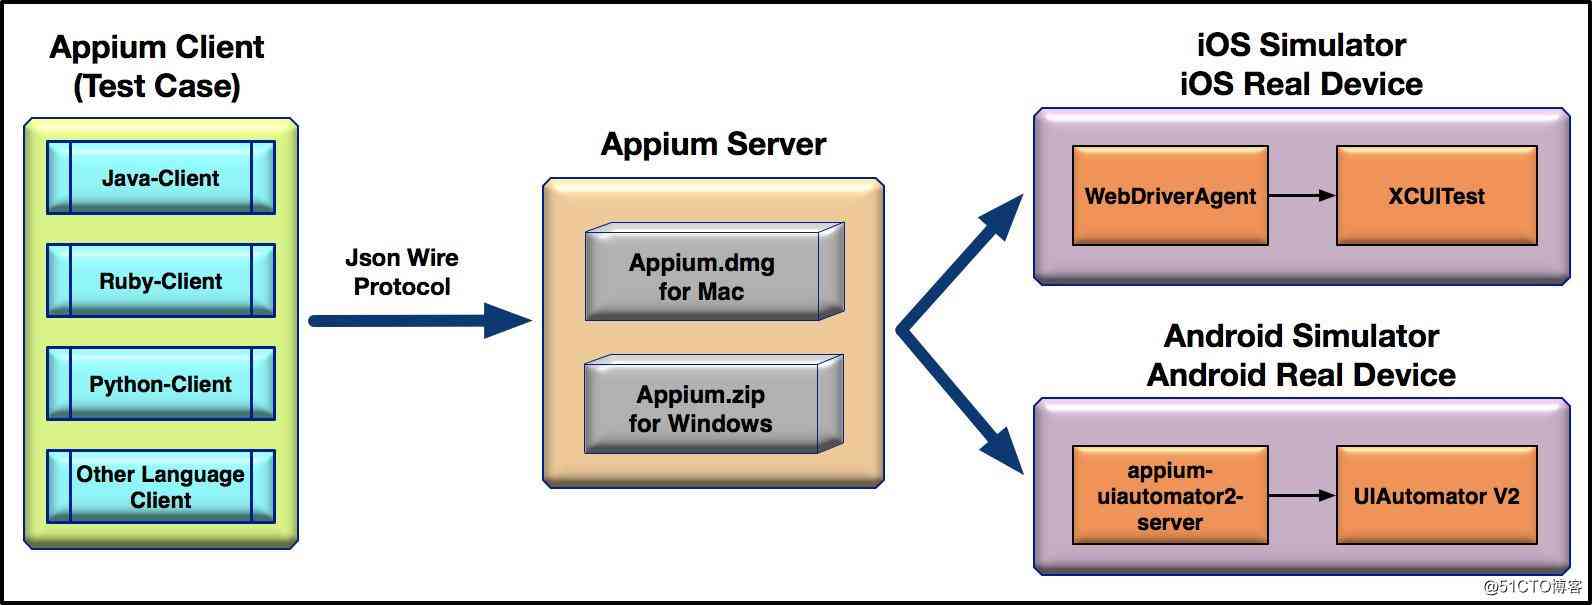 Appium Client
(Test Case)
Java-Client
Ruby-Client
Python-Client
Other Language
Client
Json Wire
Protocol
Appium Server
Appium.dmg
for Mac
Appium.zip
for Windows
iOS Simulator
iOS Real Device
WebDriverAgent
XCUITest
Android Simulator
Android Real Device
appium-
uiautomator2-
server
UIAutomator V2
@51CTO博客